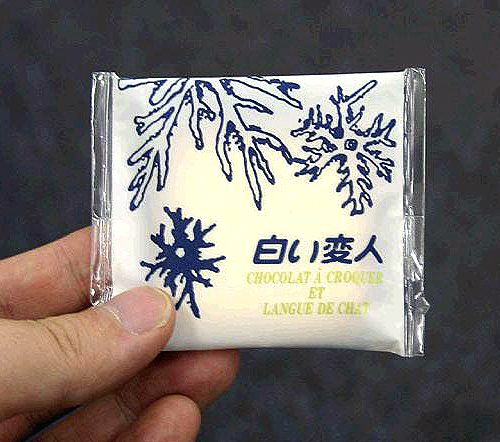 白い変人
CHOCOLAT À CROQUER
ET
LANGUE DE CHAT